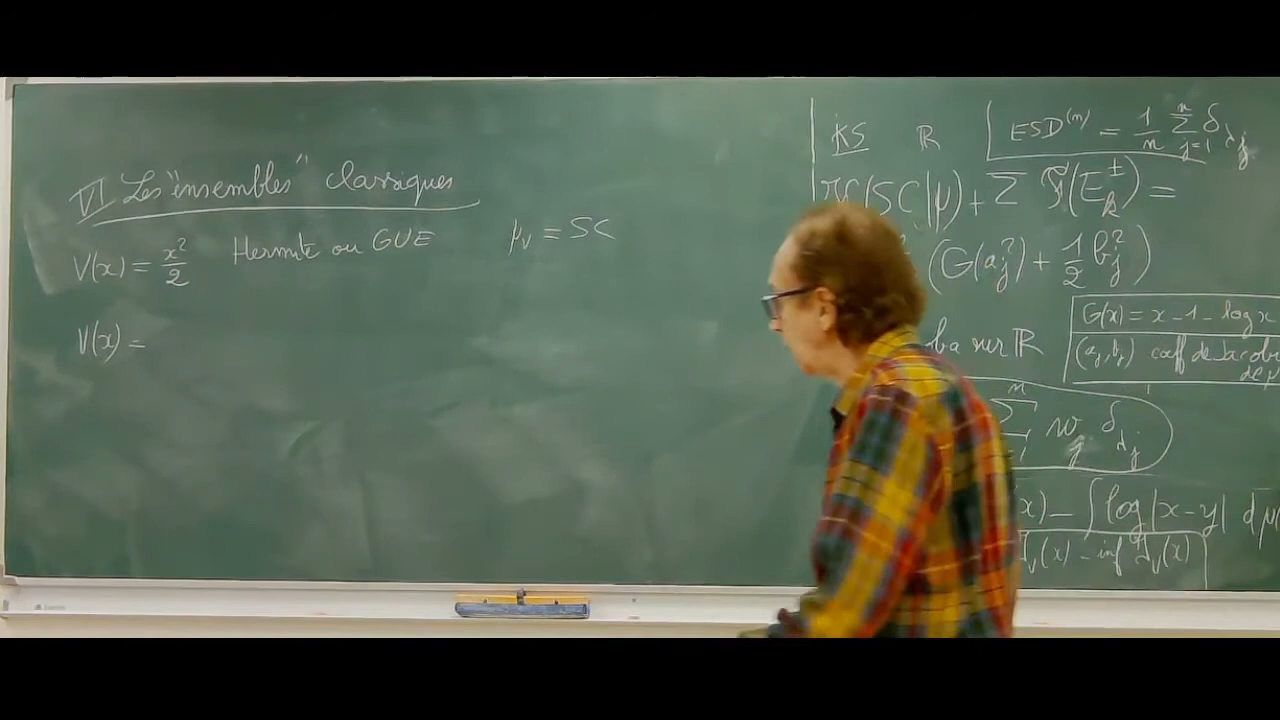 VI Les "ensembles" classiques
V(x) = x²/2 Hermite ou GUE μ_V = SC
V(x) =
KS ℝ ESD⁽ⁿ⁾ = 1/n Σ_{j=1}^n δ_{λ_j}
(SC|μ) + Σ ℱ(E_k^±) =
(G(a_j²) + 1/2 b_j²)
G(x) = x - 1 - log x
sur ℝ (a_j, b_j) coeff de Jacobi
de μ
Σ^n w_j δ_{λ_j}
x) - ∫ log|x-y| dμ
_V(x) - inf _V(x)